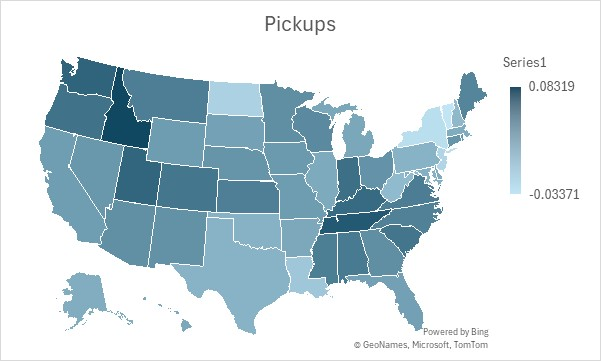 Pickups
Series1
0.08319
-0.03371
Powered by Bing
© GeoNames, Microsoft, TomTom